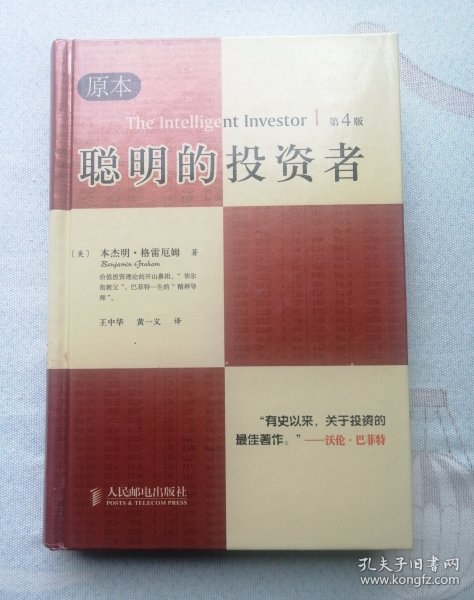 原本
The Intelligent Investor | 第4版
聪明的投资者
〔美〕 本杰明·格雷厄姆 著
Benjamin Graham
价值投资理论的开山鼻祖，“华尔
街教父”，巴菲特一生的“精神导
师”。
王中华 黄一义 译
“有史以来，关于投资的
最佳著作。”——沃伦·巴菲特
人民邮电出版社
POSTS & TELECOM PRESS
孔夫子旧书网
www.kongfz.com